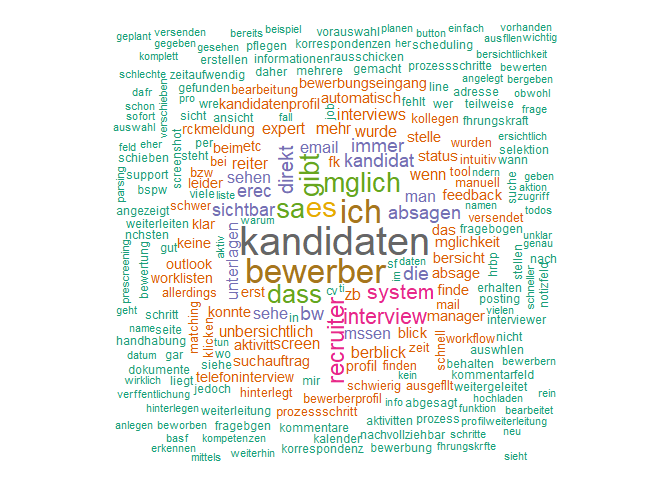 versenden bereits beispiel planen button einfach vorhanden
geplant gegeben gesehen pflegen korrespondenzen her scheduling ausfllen wichtig
komplett erstellen informationen rausschicken vorauswahl bersichtlichkeit
schlechte zeitaufwendig daher mehrere gemacht prozessschritte bewerten
dafr gefunden bearbeitung bewerbungseingang line adresse angelegt bergeben
schon pro wre kandidatenprofil automatisch fehlt wer teilweise obwohl
sofort verschieben sicht ansicht fall job interviews kollegen fhrungskraft frage
auswahl rckmeldung expert mehr wurde stelle ersichtlich
feld eher per beim etc email immer wurden selektion
schieben steht bei reiter direkt gibt fk kandidat status intuitiv wann
support screenshot bzw sehen mglich wenn tool ndern geben
parsing bspw leider erec man manuell feedback suche aktion
viele liste zugriff
angezeigt schwer sichtbar sa es ich absagen namen versendet todos
weiterleiten klar warum das fragebogen unklar
nchsten gut unterlagen aktiv kandidaten mglichkeit genau
prescreening keine sf daten bersicht hrbp stellen noch
bewertung outlook bewerber im die absage schneller notizfeld
worklisten
allerdings erst dass cv ti zb system finde erhalten
posting
geht schritt matching konnte sehe in bw recruiter interview mail vielen
name seite unbersichtlich manager interviewer
handhabung klicken tun aktivitt screen mssen blick schnell workflow nicht
datum gar wo berblick zeit auswhlen
dokumente siehe suchauftrag profil finden kein behalten bewerbern
wirklich liegt telefoninterview mir schwierig ausgefllt kommentarfeld
jedoch weitergeleitet
verffentlichung hinterlegt bewerberprofil info abgesagt hochladen rein
hinterlegen weiterleitung prozessschritt funktion bearbeitet
anlegen beworben fragebgen kommentare aktivitten prozess profilweiterleitung
basf kompetenzen kalender nachvollziehbar schritte neu
erkennen weiterhin korrespondenz bewerbung fhrungskrfte
mittels sieht